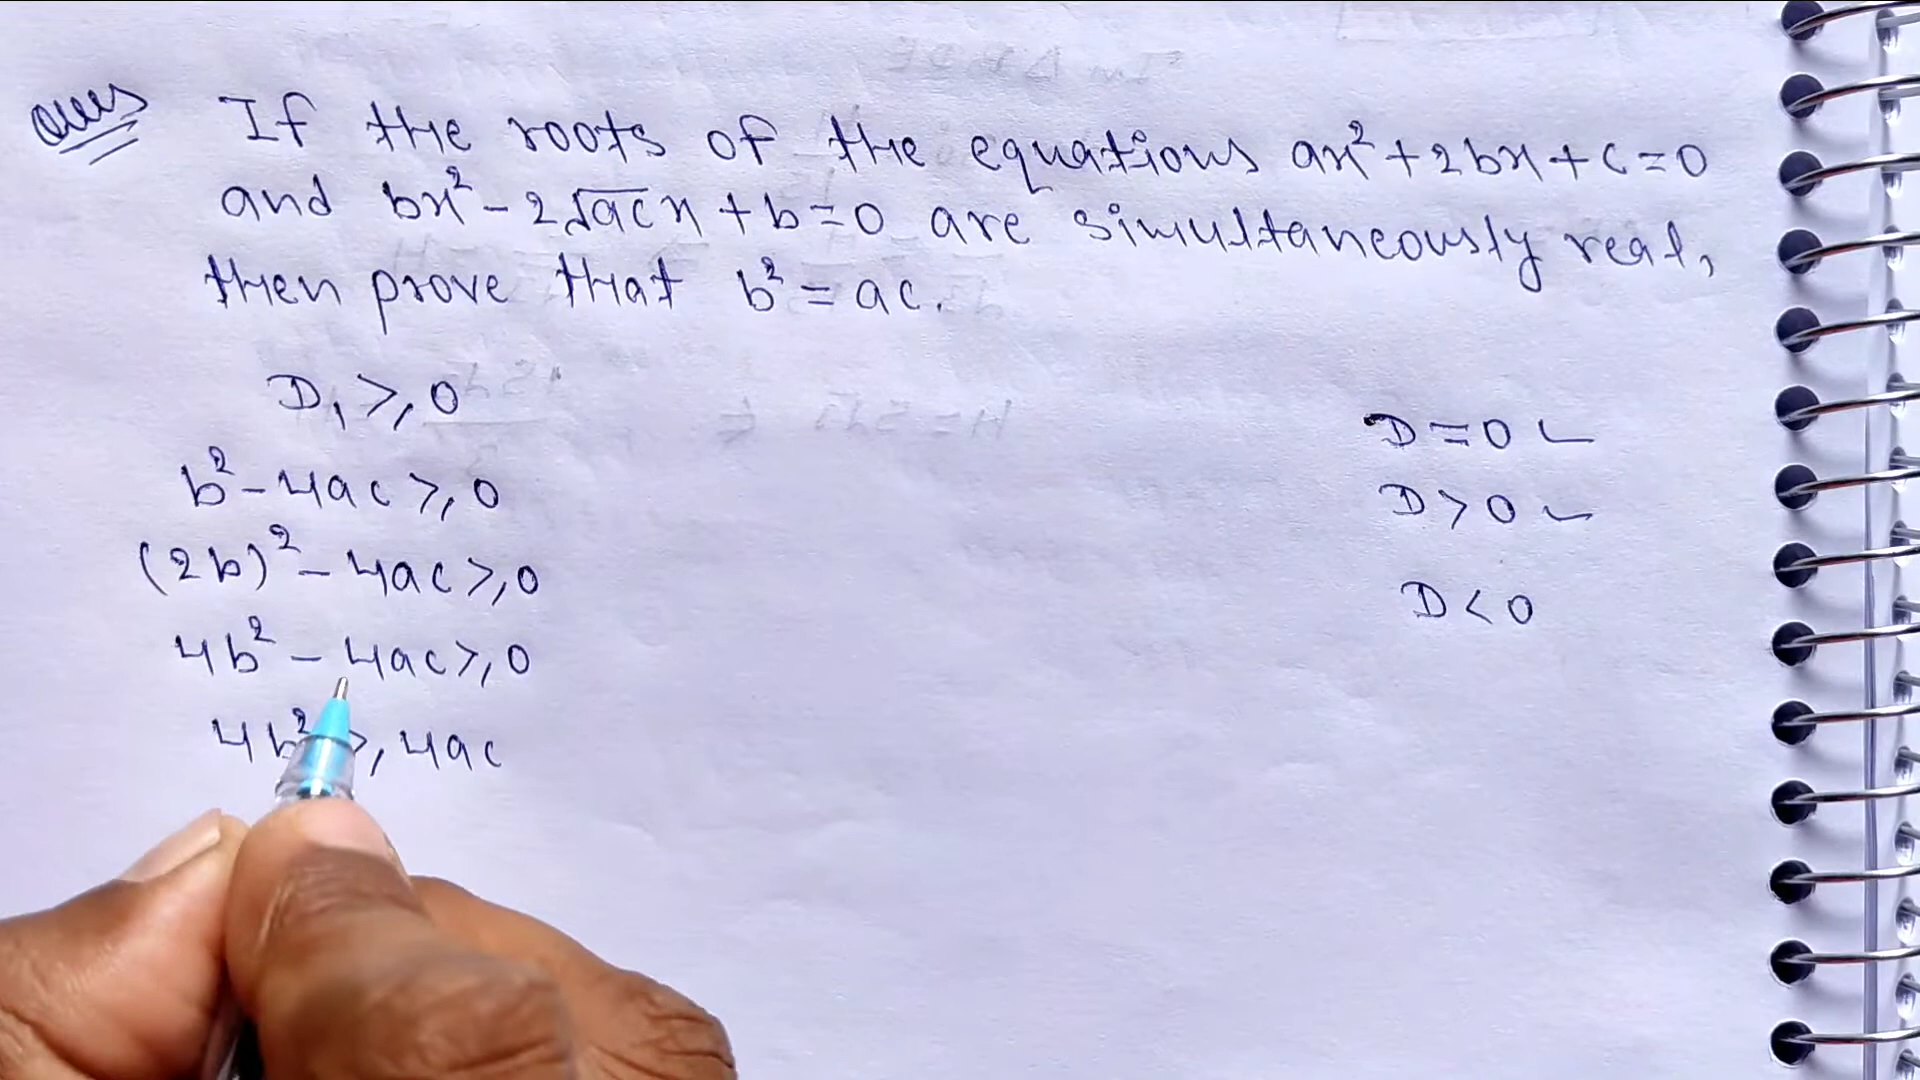 Ques If the roots of the equations ax²+2bx+c=0
and bx²-2√ac x+b=0 are simultaneously real,
then prove that b²=ac.
D₁≥0
b²-4ac≥0
(2b)²-4ac≥0
4b²-4ac≥0
4b²≥4ac
D=0
D>0
D<0